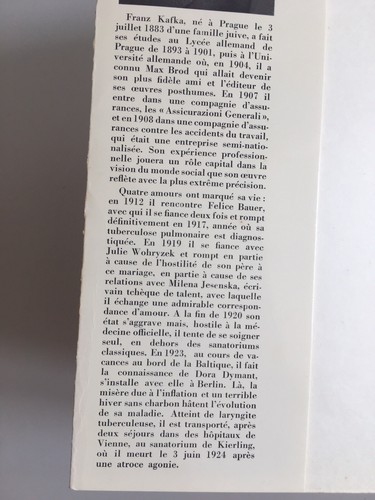 Franz Kafka, né à Prague le 3
juillet 1883 d'une famille juive, a fait
ses études au Lycée allemand de
Prague de 1893 à 1901, puis à l'Uni-
versité allemande où, en 1904, il a
connu Max Brod qui allait devenir
son plus fidèle ami et l'éditeur de
ses œuvres posthumes. En 1907 il
entre dans une compagnie d'assu-
rances, les « Assicurazioni Generali »,
et en 1908 dans une compagnie d'assu-
rances contre les accidents du travail,
qui était une entreprise semi-natio-
nalisée. Son expérience profession-
nelle jouera un rôle capital dans la
vision du monde social que son œuvre
reflète avec la plus extrême précision.
Quatre amours ont marqué sa vie :
en 1912 il rencontre Felice Bauer,
avec qui il se fiance deux fois et rompt
définitivement en 1917, année où sa
tuberculose pulmonaire est diagnos-
tiquée. En 1919 il se fiance avec
Julie Wohryzek et rompt en partie
à cause de l'hostilité de son père à
ce mariage, en partie à cause de ses
relations avec Milena Jesenska, écri-
vain tchèque de talent, avec laquelle
il échange une admirable correspon-
dance d'amour. A la fin de 1920 son
état s'aggrave mais, hostile à la mé-
decine officielle, il tente de se soigner
seul, en dehors des sanatoriums
classiques. En 1923, au cours de va-
cances au bord de la Baltique, il fait
la connaissance de Dora Dymant,
s'installe avec elle à Berlin. Là, la
misère due à l'inflation et un terrible
hiver sans charbon hâtent l'évolution
de sa maladie. Atteint de laryngite
tuberculeuse, il est transporté, après
deux séjours dans des hôpitaux de
Vienne, au sanatorium de Kierling,
où il meurt le 3 juin 1924 après
une atroce agonie.